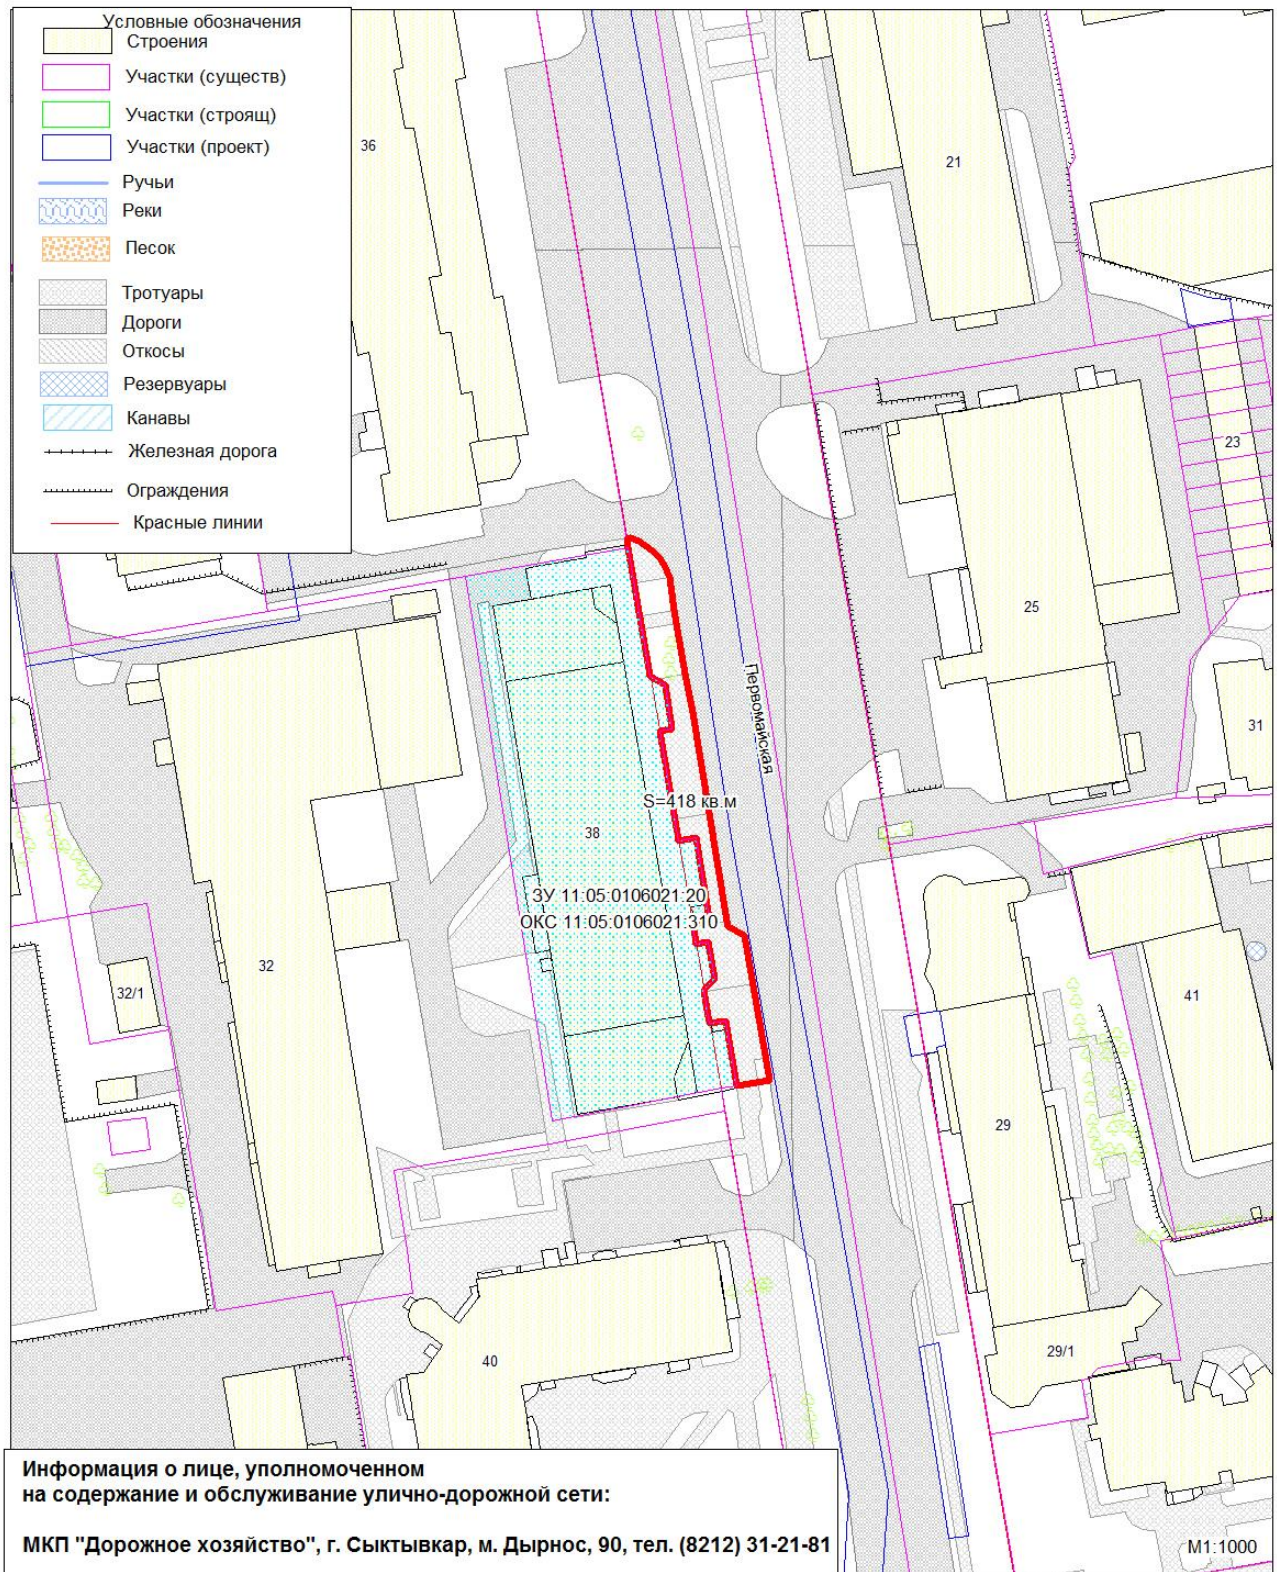 Условные обозначения
Строения
Участки (существ)
Участки (строящ)
Участки (проект)
Ручьи
Реки
Песок
Тротуары
Дороги
Откосы
Резервуары
Канавы
Железная дорога
Ограждения
Красные линии
36
21
23
25
31
Первомайская
S=418 кв.м
38
ЗУ 11:05:0106021:20
ОКС 11:05:0106021:310
32
32/1
41
29
29/1
40
Информация о лице, уполномоченном
на содержание и обслуживание улично-дорожной сети:
МКП "Дорожное хозяйство", г. Сыктывкар, м. Дырнос, 90, тел. (8212) 31-21-81
М1:1000